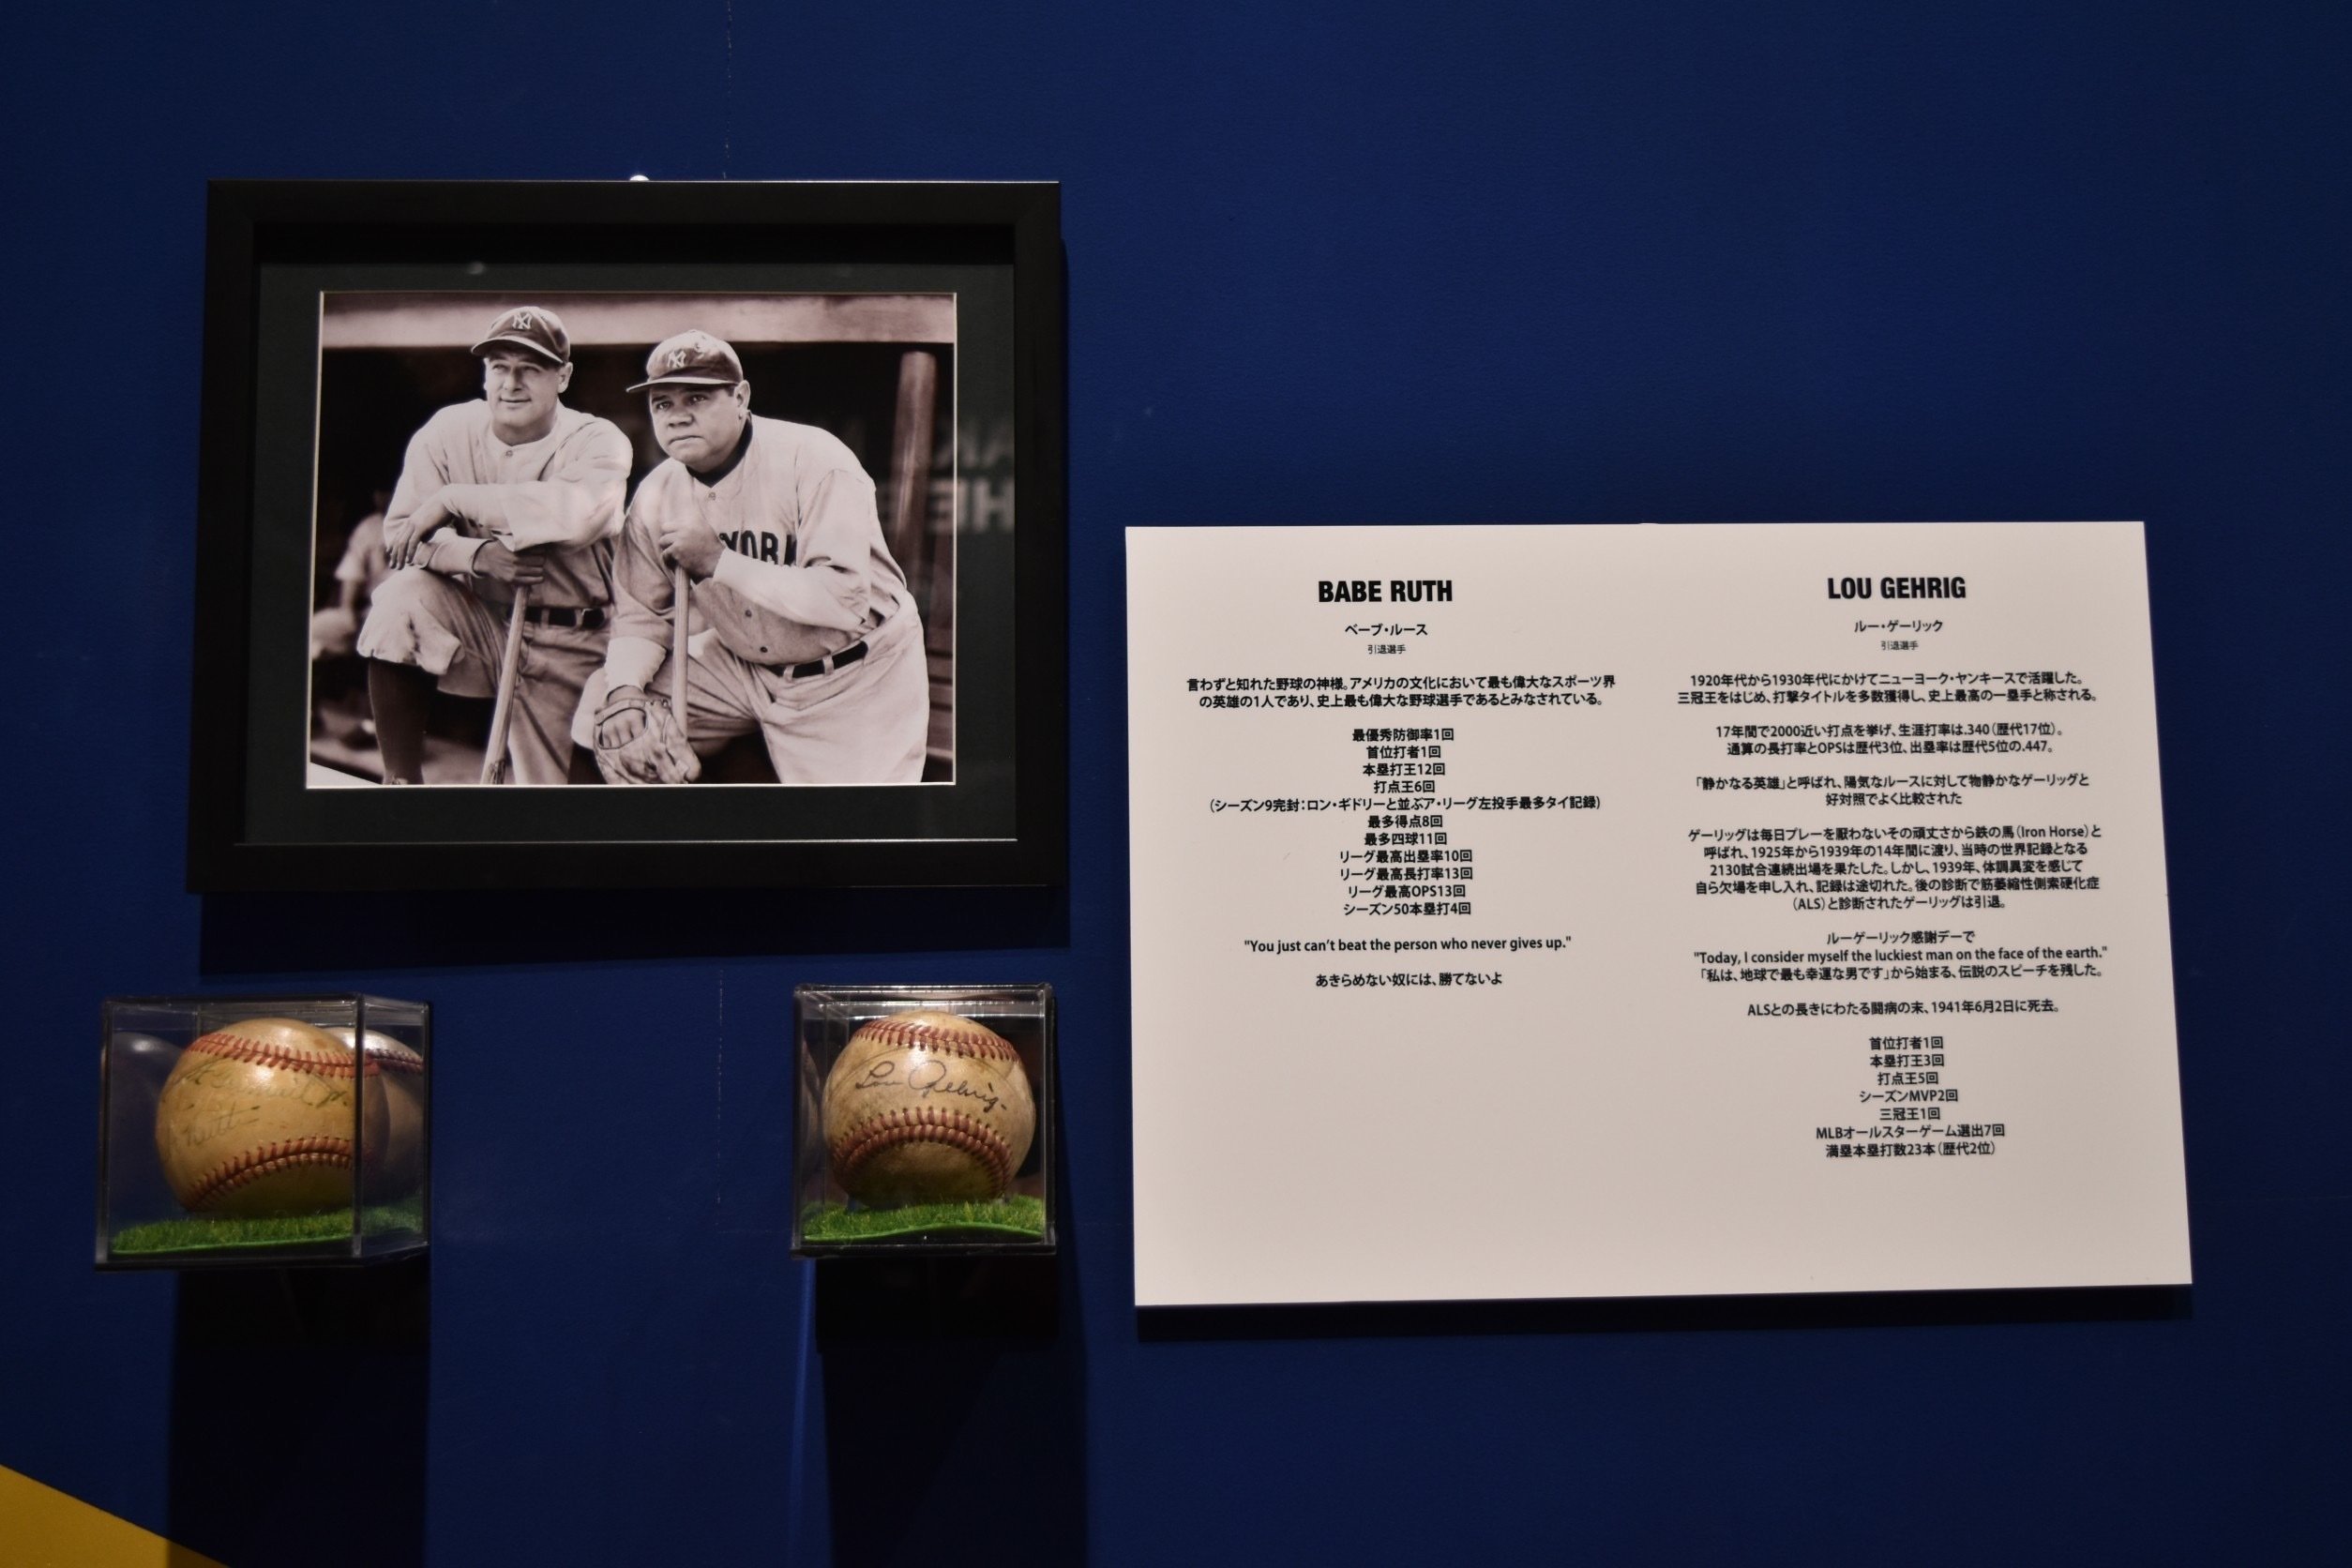 NY
NY
YORK
BABE RUTH
ベーブ・ルース
引退選手
言わずと知れた野球の神様。アメリカの文化において最も偉大なスポーツ界
の英雄の1人であり、史上最も偉大な野球選手であるとみなされている。
最優秀防御率1回
首位打者1回
本塁打王12回
打点王6回
(シーズン9完封:ロン・ギドリーと並ぶア・リーグ左投手最多タイ記録)
最多得点8回
最多四球11回
リーグ最高出塁率10回
リーグ最高長打率13回
リーグ最高OPS13回
シーズン50本塁打4回
"You just can't beat the person who never gives up."
あきらめない奴には、勝てないよ
LOU GEHRIG
ルー・ゲーリック
引退選手
1920年代から1930年代にかけてニューヨーク・ヤンキースで活躍した。
三冠王をはじめ、打撃タイトルを多数獲得し、史上最高の一塁手と称される。
17年間で2000近い打点を挙げ、生涯打率は.340(歴代17位)。
通算の長打率とOPSは歴代3位、出塁率は歴代5位の.447。
「静かなる英雄」と呼ばれ、陽気なルースに対して物静かなゲーリッグと
好対照でよく比較された
ゲーリッグは毎日プレーを厭わないその頑丈さから鉄の馬(Iron Horse)と
呼ばれ、1925年から1939年の14年間に渡り、当時の世界記録となる
2130試合連続出場を果たした。しかし、1939年、体調異変を感じて
自ら欠場を申し入れ、記録は途切れた。後の診断で筋萎縮性側索硬化症
(ALS)と診断されたゲーリッグは引退。
ルーゲーリック感謝デーで
"Today, I consider myself the luckiest man on the face of the earth."
「私は、地球で最も幸運な男です」から始まる、伝説のスピーチを残した。
ALSとの長きにわたる闘病の末、1941年6月2日に死去。
首位打者1回
本塁打王3回
打点王5回
シーズンMVP2回
三冠王1回
MLBオールスターゲーム選出7回
満塁本塁打数23本(歴代2位)
Ruth
Lou Gehrig